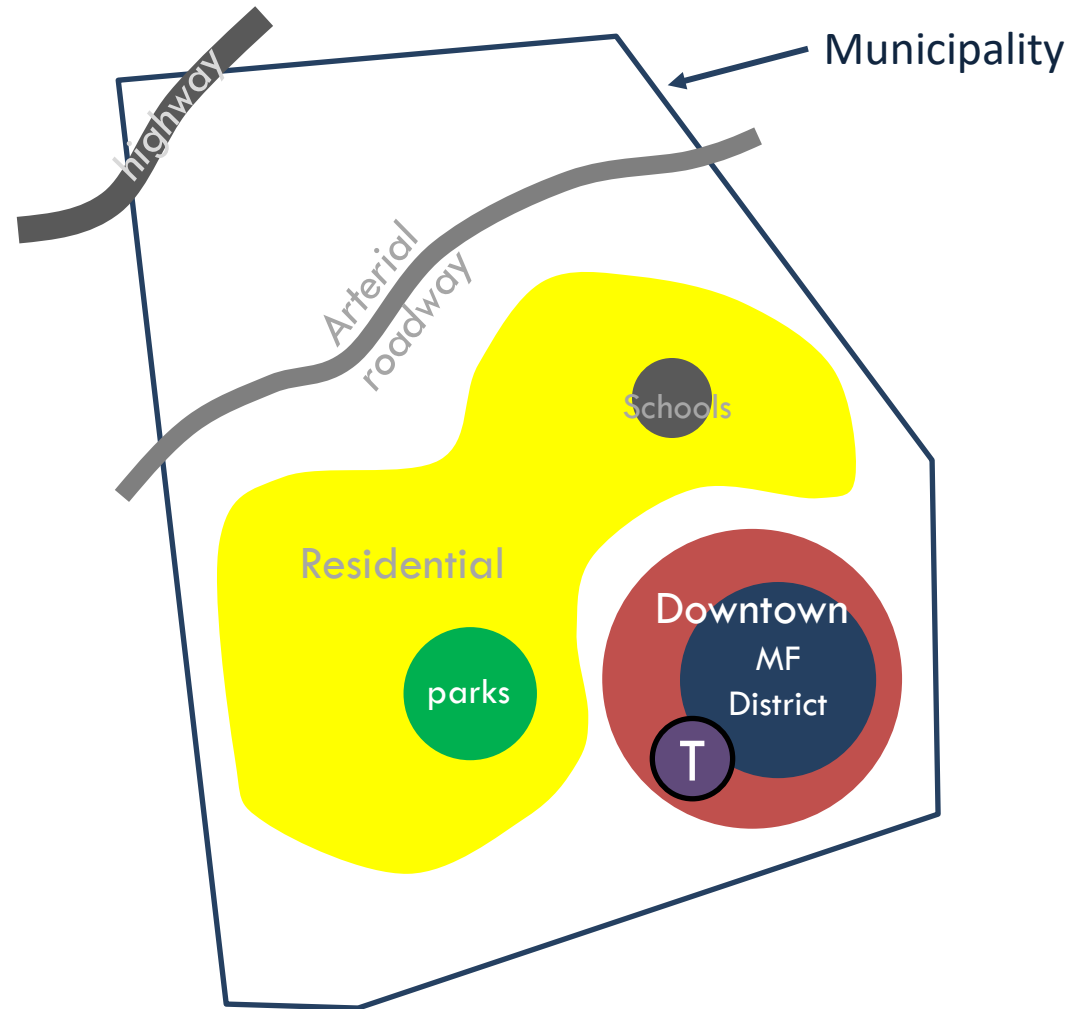 Municipality
highway
Arterial
roadway
Schools
Residential
Downtown
MF
District
parks
T